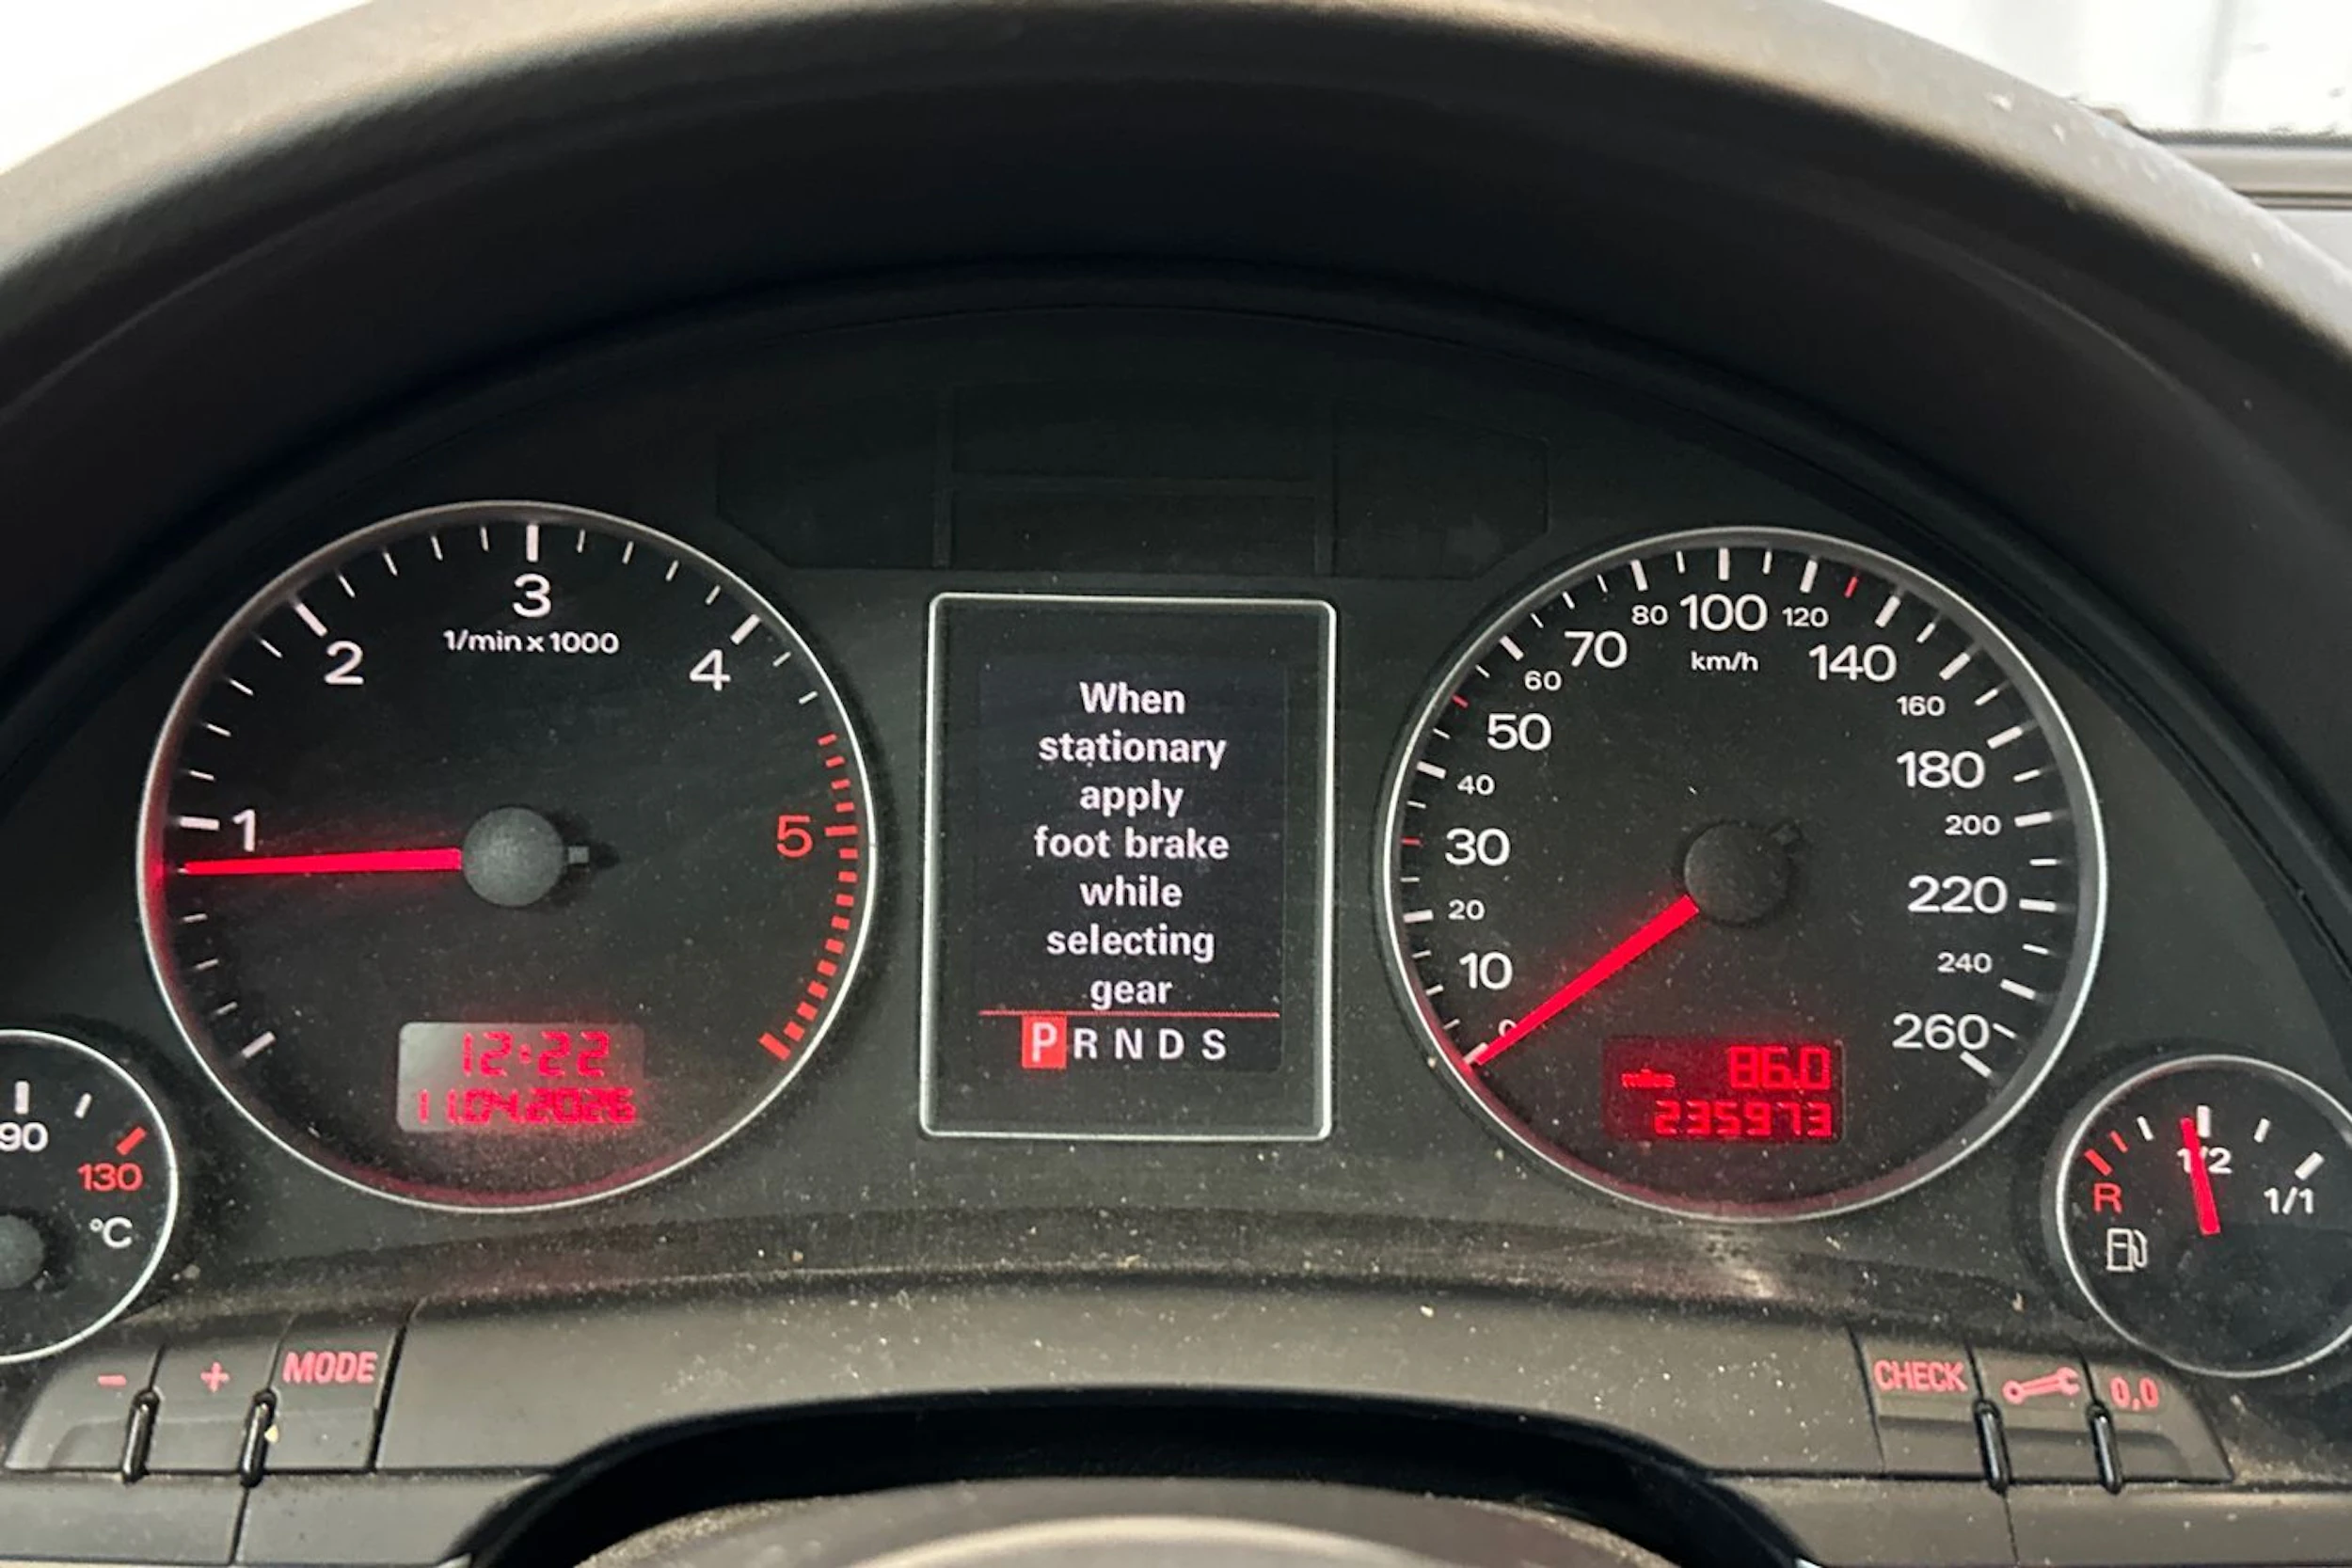 3
1/min x 1000
2
4
1
5
12:22
11.04.2026
When
stationary
apply
foot brake
while
selecting
gear
P R N D S
80 100 120
70
km/h
140
60
160
50
180
40
200
30
220
20
240
10
260
0
miles 86.0
235973
90
130
°C
1/2
R
1/1
- + MODE
CHECK
0,0